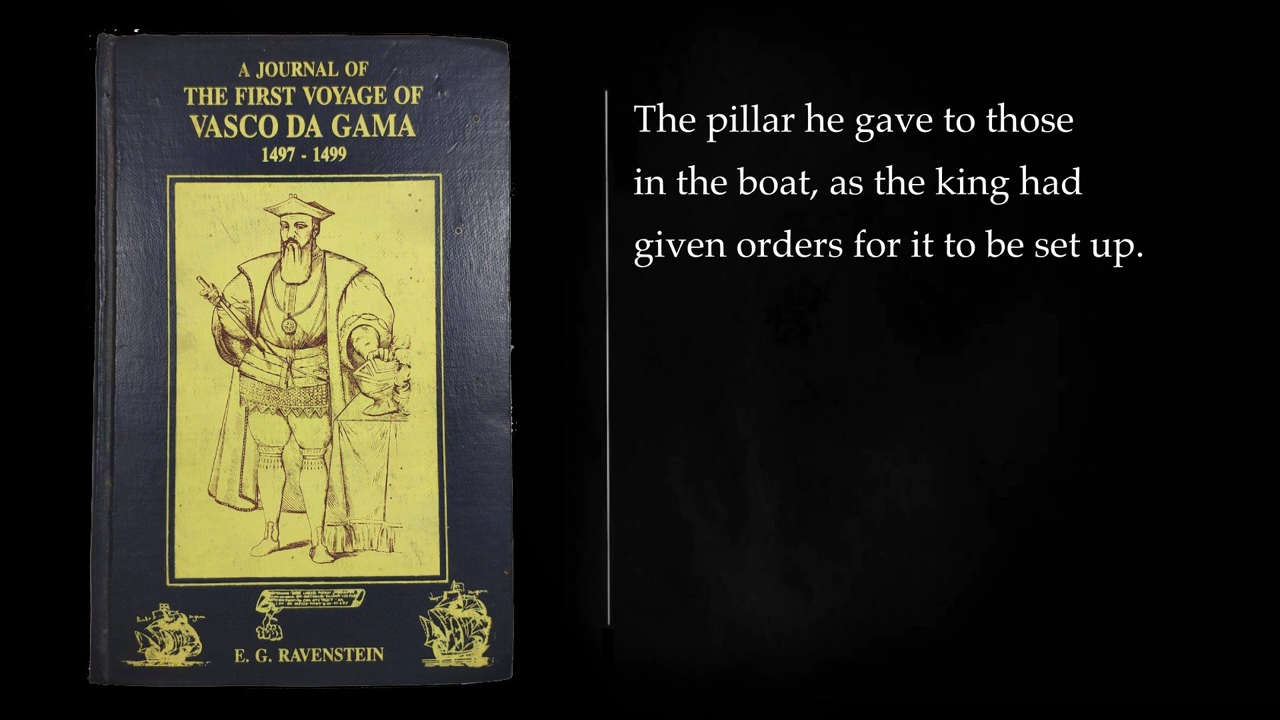 A JOURNAL OF
THE FIRST VOYAGE OF
VASCO DA GAMA
1497 - 1499
E. G. RAVENSTEIN
The pillar he gave to those
in the boat, as the king had
given orders for it to be set up.